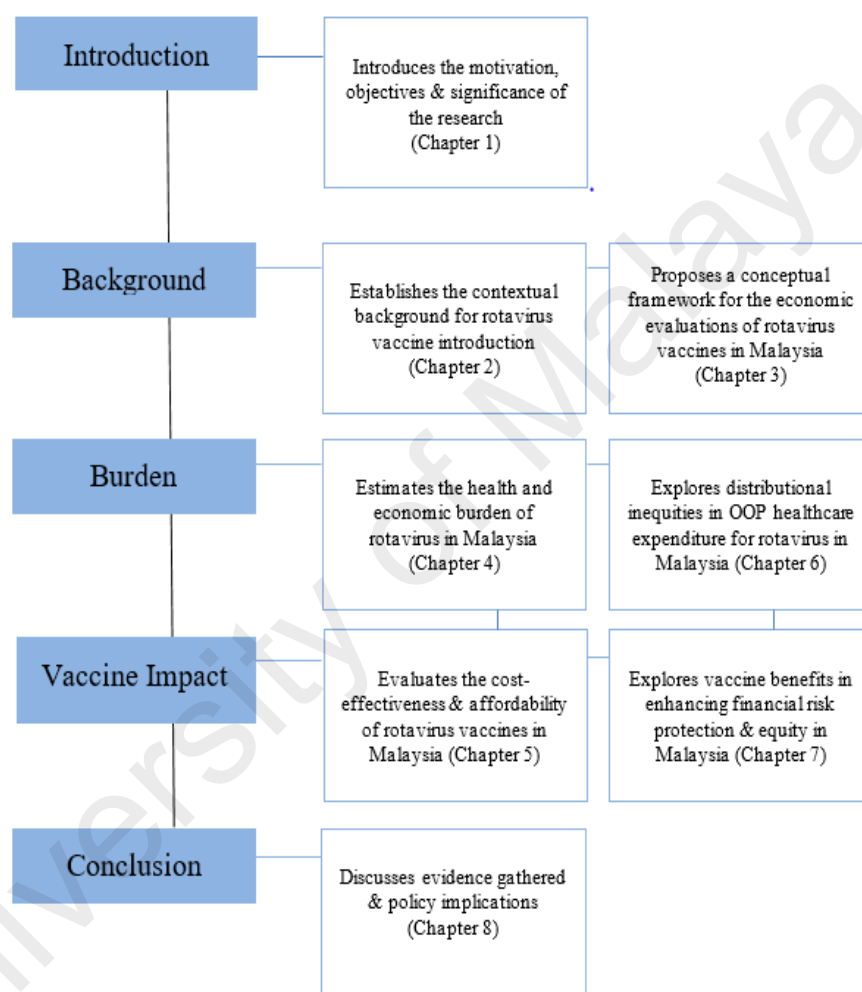 Introduction
Introduces the motivation,
objectives & significance of
the research
(Chapter 1)
Background
Establishes the contextual
background for rotavirus
vaccine introduction
(Chapter 2)
Proposes a conceptual
framework for the economic
evaluations of rotavirus
vaccines in Malaysia
(Chapter 3)
Burden
Estimates the health and
economic burden of
rotavirus in Malaysia
(Chapter 4)
Explores distributional
inequities in OOP healthcare
expenditure for rotavirus in
Malaysia (Chapter 6)
Vaccine Impact
Evaluates the cost-
effectiveness & affordability
of rotavirus vaccines in
Malaysia (Chapter 5)
Explores vaccine benefits in
enhancing financial risk
protection & equity in
Malaysia (Chapter 7)
Conclusion
Discusses evidence gathered
& policy implications
(Chapter 8)
iversity of Malaya